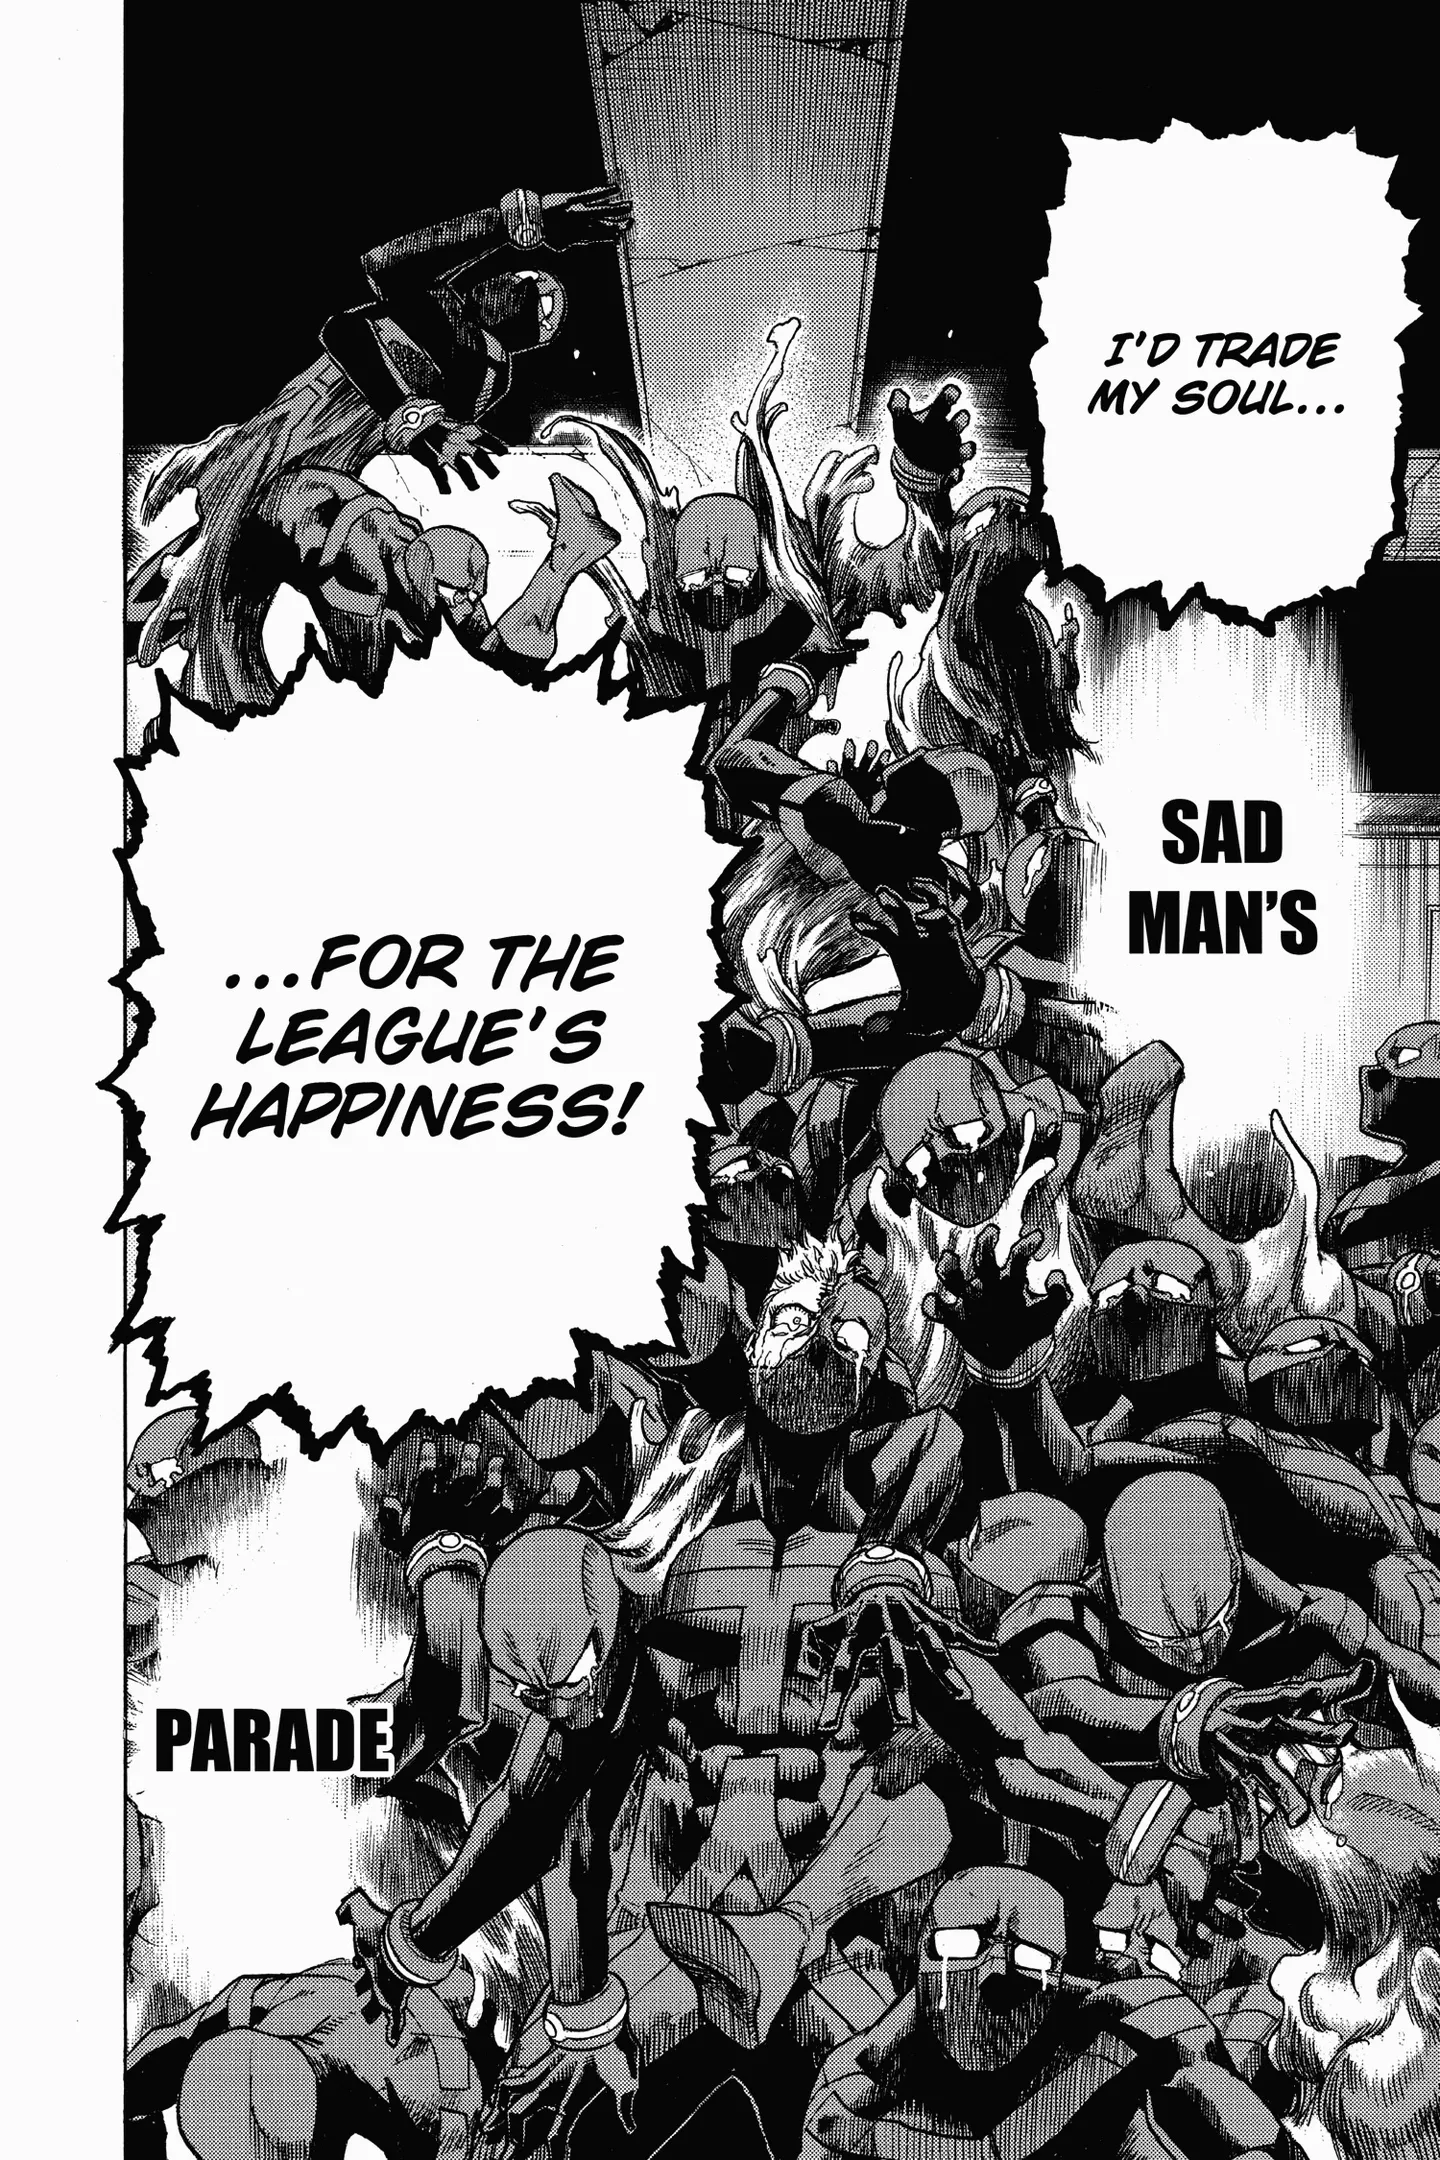 I'D TRADE
MY SOUL...
SAD
MAN'S
...FOR THE
LEAGUE'S
HAPPINESS!
PARADE